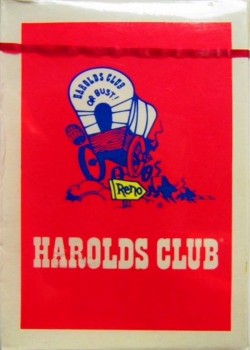 HAROLDS CLUB
OR BUST!
Reno
HAROLDS CLUB